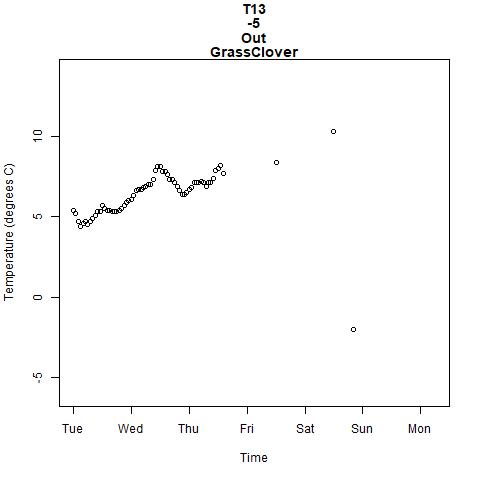 T13
-5
Out
GrassClover
Temperature (degrees C)
10
5
0
-5
Tue Wed Thu Fri Sat Sun Mon
Time